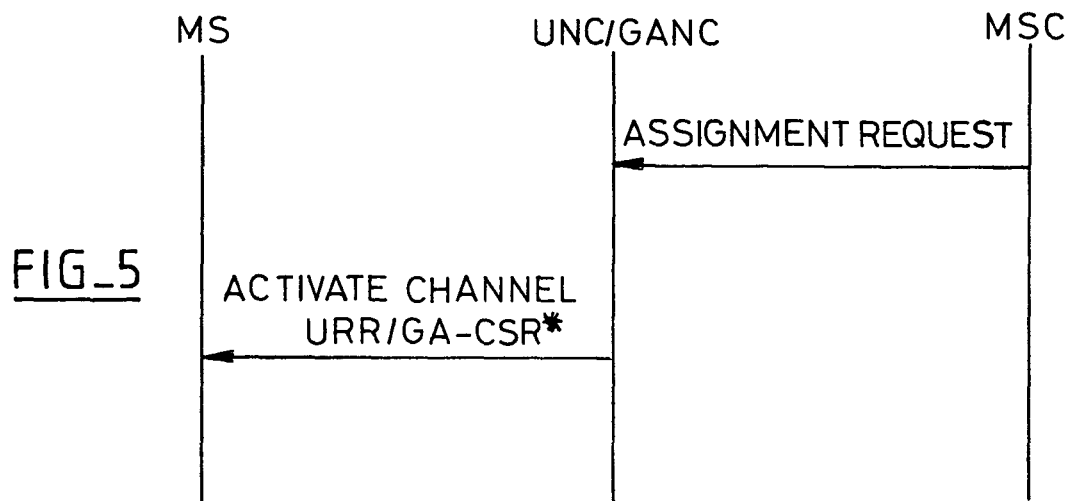 MS UNC/GANC MSC
ASSIGNMENT REQUEST
FIG_5
ACTIVATE CHANNEL
URR/GA-CSR*